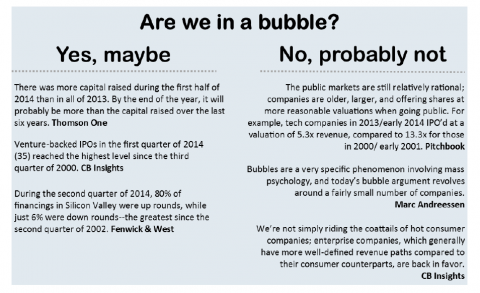 Are we in a bubble?
Yes, maybe
There was more capital raised during the first half of
2014 than in all of 2013. By the end of the year, it will
probably be more than the capital raised over the last
six years. Thomson One
Venture-backed IPOs in the first quarter of 2014
(35) reached the highest level since the third
quarter of 2000. CB Insights
During the second quarter of 2014, 80% of
financings in Silicon Valley were up rounds, while
just 6% were down rounds--the greatest since the
second quarter of 2002. Fenwick & West
No, probably not
The public markets are still relatively rational;
companies are older, larger, and offering shares at
more reasonable valuations when going public. For
example, tech companies in 2013/early 2014 IPO'd at a
valuation of 5.3x revenue, compared to 13.3x for those
in 2000/ early 2001. Pitchbook
Bubbles are a very specific phenomenon involving mass
psychology, and today's bubble argument revolves
around a fairly small number of companies.
Marc Andreessen
We're not simply riding the coattails of hot consumer
companies; enterprise companies, which generally
have more well-defined revenue paths compared to
their consumer counterparts, are back in favor.
CB Insights